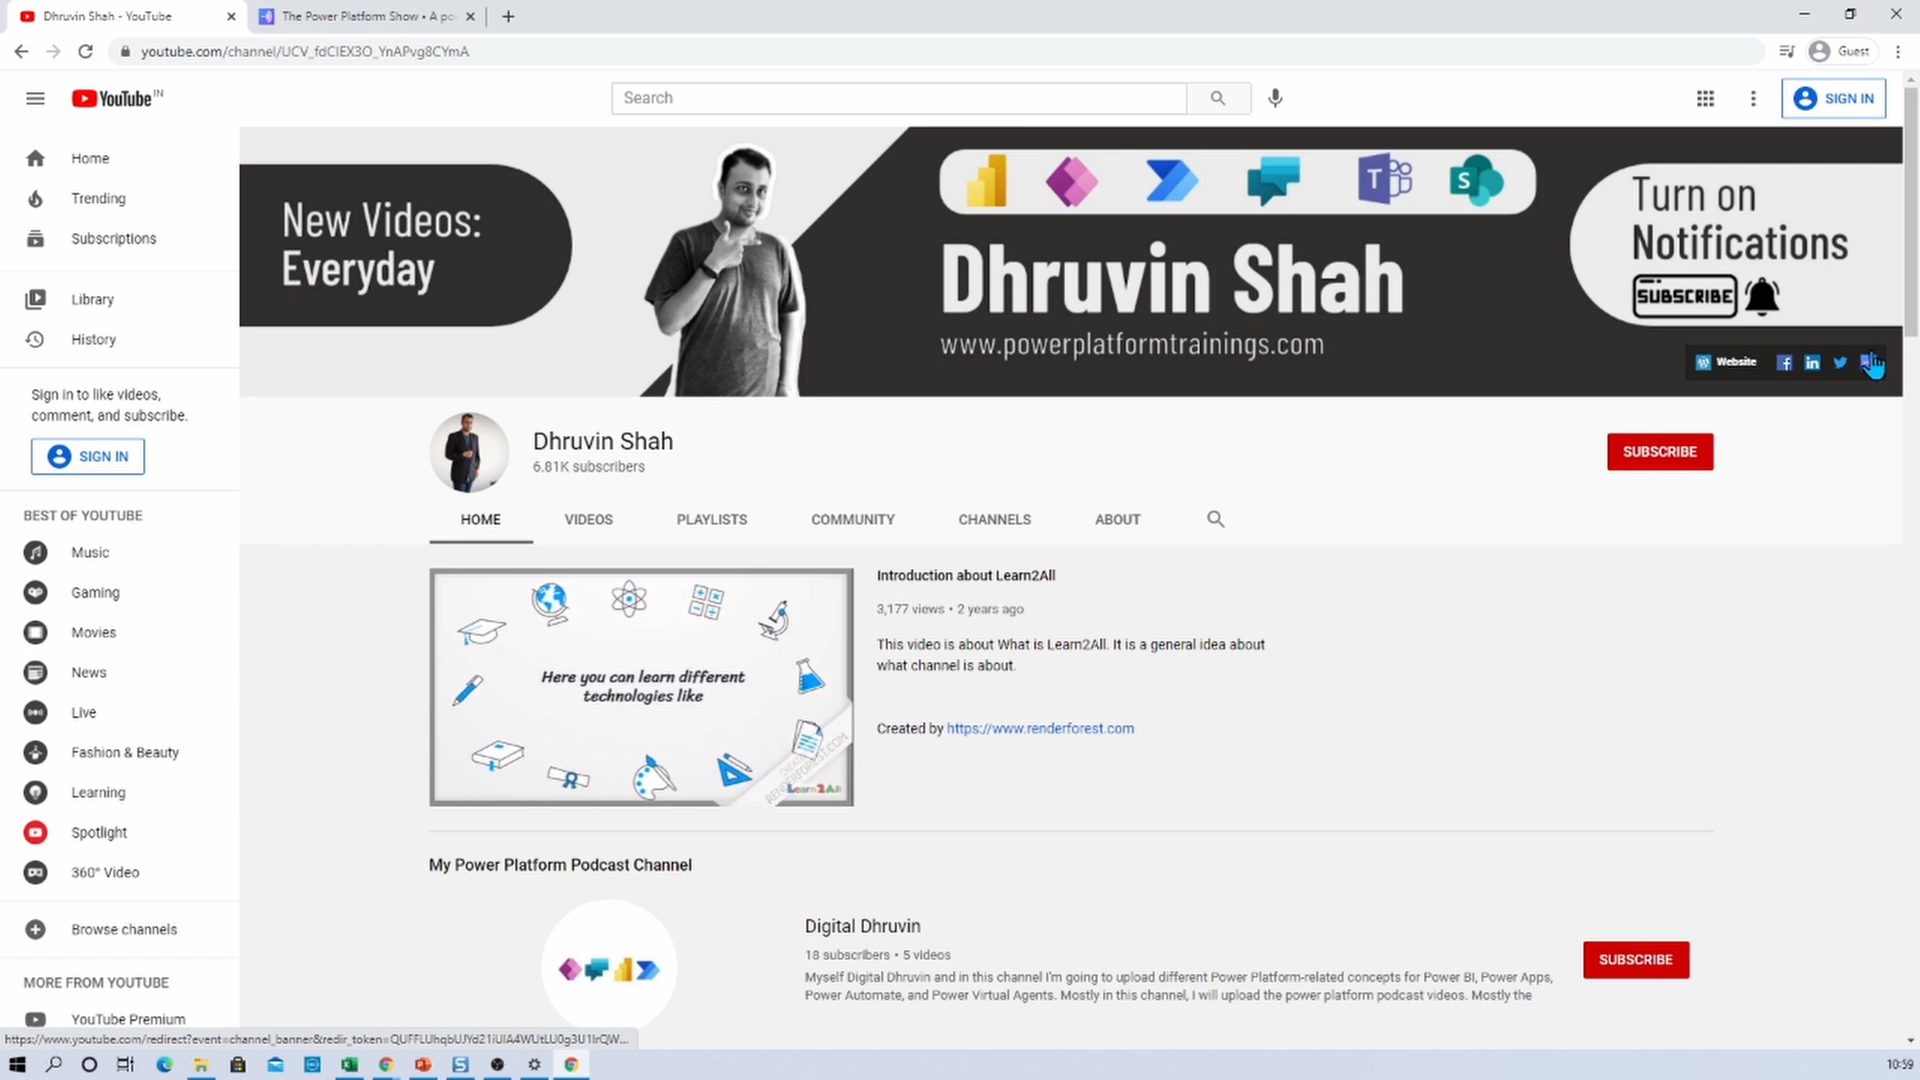 Dhruvin Shah - YouTube
The Power Platform Show • A po
youtube.com/channel/UCV_fdCIEX3O_YnAPvg8CYmA
Guest
YouTube IN
Search
SIGN IN
Home
Trending
Subscriptions
Library
History
Sign in to like videos,
comment, and subscribe.
SIGN IN
BEST OF YOUTUBE
Music
Gaming
Movies
News
Live
Fashion & Beauty
Learning
Spotlight
360° Video
Browse channels
MORE FROM YOUTUBE
YouTube Premium
New Videos:
Everyday
T
S
Dhruvin Shah
www.powerplatformtrainings.com
Turn on
Notifications
SUBSCRIBE
Website
Dhruvin Shah
6.81K subscribers
SUBSCRIBE
HOME
VIDEOS
PLAYLISTS
COMMUNITY
CHANNELS
ABOUT
Here you can learn different
technologies like
RENDERFOREST.COM
Learn2All
Introduction about Learn2All
3,177 views • 2 years ago
This video is about What is Learn2All. It is a general idea about
what channel is about.
Created by https://www.renderforest.com
My Power Platform Podcast Channel
Digital Dhruvin
18 subscribers • 5 videos
Myself Digital Dhruvin and in this channel I'm going to upload different Power Platform-related concepts for Power BI, Power Apps,
Power Automate, and Power Virtual Agents. Mostly in this channel, I will upload the power platform podcast videos. Mostly the
SUBSCRIBE
10:59